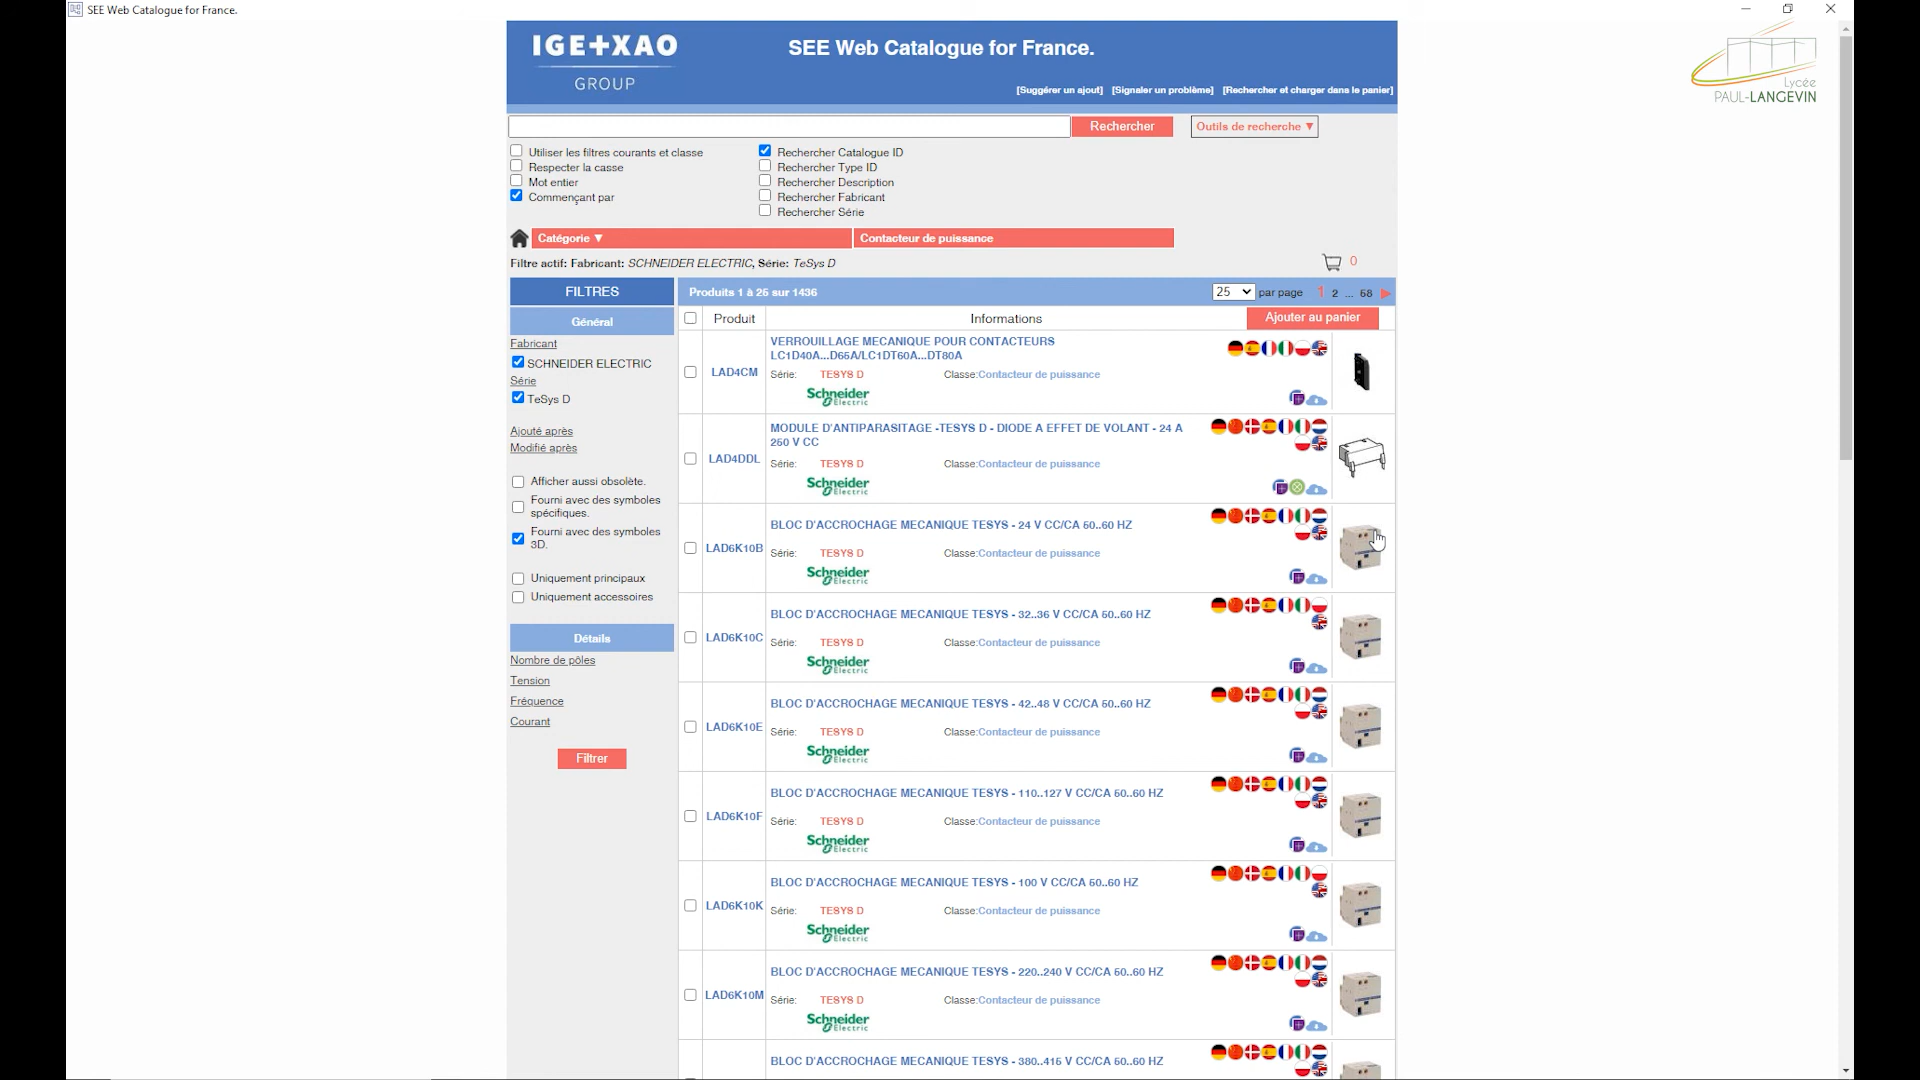 SEE Web Catalogue for France.
IGE+XAO
GROUP
SEE Web Catalogue for France.
[Suggérer un ajout] [Signaler un problème] [Rechercher et charger dans le panier]
Lycée
PAUL-LANGEVIN
Rechercher
Outils de recherche ▼
Utiliser les filtres courants et classe
Respecter la casse
Mot entier
Commençant par
Rechercher Catalogue ID
Rechercher Type ID
Rechercher Description
Rechercher Fabricant
Rechercher Série
Catégorie ▼
Contacteur de puissance
Filtre actif: Fabricant: SCHNEIDER ELECTRIC, Série: TeSys D
0
FILTRES
Général
Fabricant
SCHNEIDER ELECTRIC
Série
TeSys D
Ajouté après
Modifié après
Afficher aussi obsolète.
Fourni avec des symboles
spécifiques.
Fourni avec des symboles
3D.
Uniquement principaux
Uniquement accessoires
Détails
Nombre de pôles
Tension
Fréquence
Courant
Filtrer
Produits 1 à 25 sur 1436
25 par page 1 2 ... 58
Produit Informations Ajouter au panier
LAD4CM
VERROUILLAGE MECANIQUE POUR CONTACTEURS
LC1D40A...D65A/LC1DT60A...DT80A
Série: TESYS D Classe:Contacteur de puissance
Schneider
Electric
LAD4DDL
MODULE D'ANTIPARASITAGE -TESYS D - DIODE A EFFET DE VOLANT - 24 A
250 V CC
Série: TESYS D Classe:Contacteur de puissance
Schneider
Electric
LAD6K10B
BLOC D'ACCROCHAGE MECANIQUE TESYS - 24 V CC/CA 50..60 HZ
Série: TESYS D Classe:Contacteur de puissance
Schneider
Electric
LAD6K10C
BLOC D'ACCROCHAGE MECANIQUE TESYS - 32..36 V CC/CA 50..60 HZ
Série: TESYS D Classe:Contacteur de puissance
Schneider
Electric
LAD6K10E
BLOC D'ACCROCHAGE MECANIQUE TESYS - 42..48 V CC/CA 50..60 HZ
Série: TESYS D Classe:Contacteur de puissance
Schneider
Electric
LAD6K10F
BLOC D'ACCROCHAGE MECANIQUE TESYS - 110..127 V CC/CA 50..60 HZ
Série: TESYS D Classe:Contacteur de puissance
Schneider
Electric
LAD6K10K
BLOC D'ACCROCHAGE MECANIQUE TESYS - 100 V CC/CA 50..60 HZ
Série: TESYS D Classe:Contacteur de puissance
Schneider
Electric
LAD6K10M
BLOC D'ACCROCHAGE MECANIQUE TESYS - 220..240 V CC/CA 50..60 HZ
Série: TESYS D Classe:Contacteur de puissance
Schneider
Electric
BLOC D'ACCROCHAGE MECANIQUE TESYS - 380..415 V CC/CA 50..60 HZ